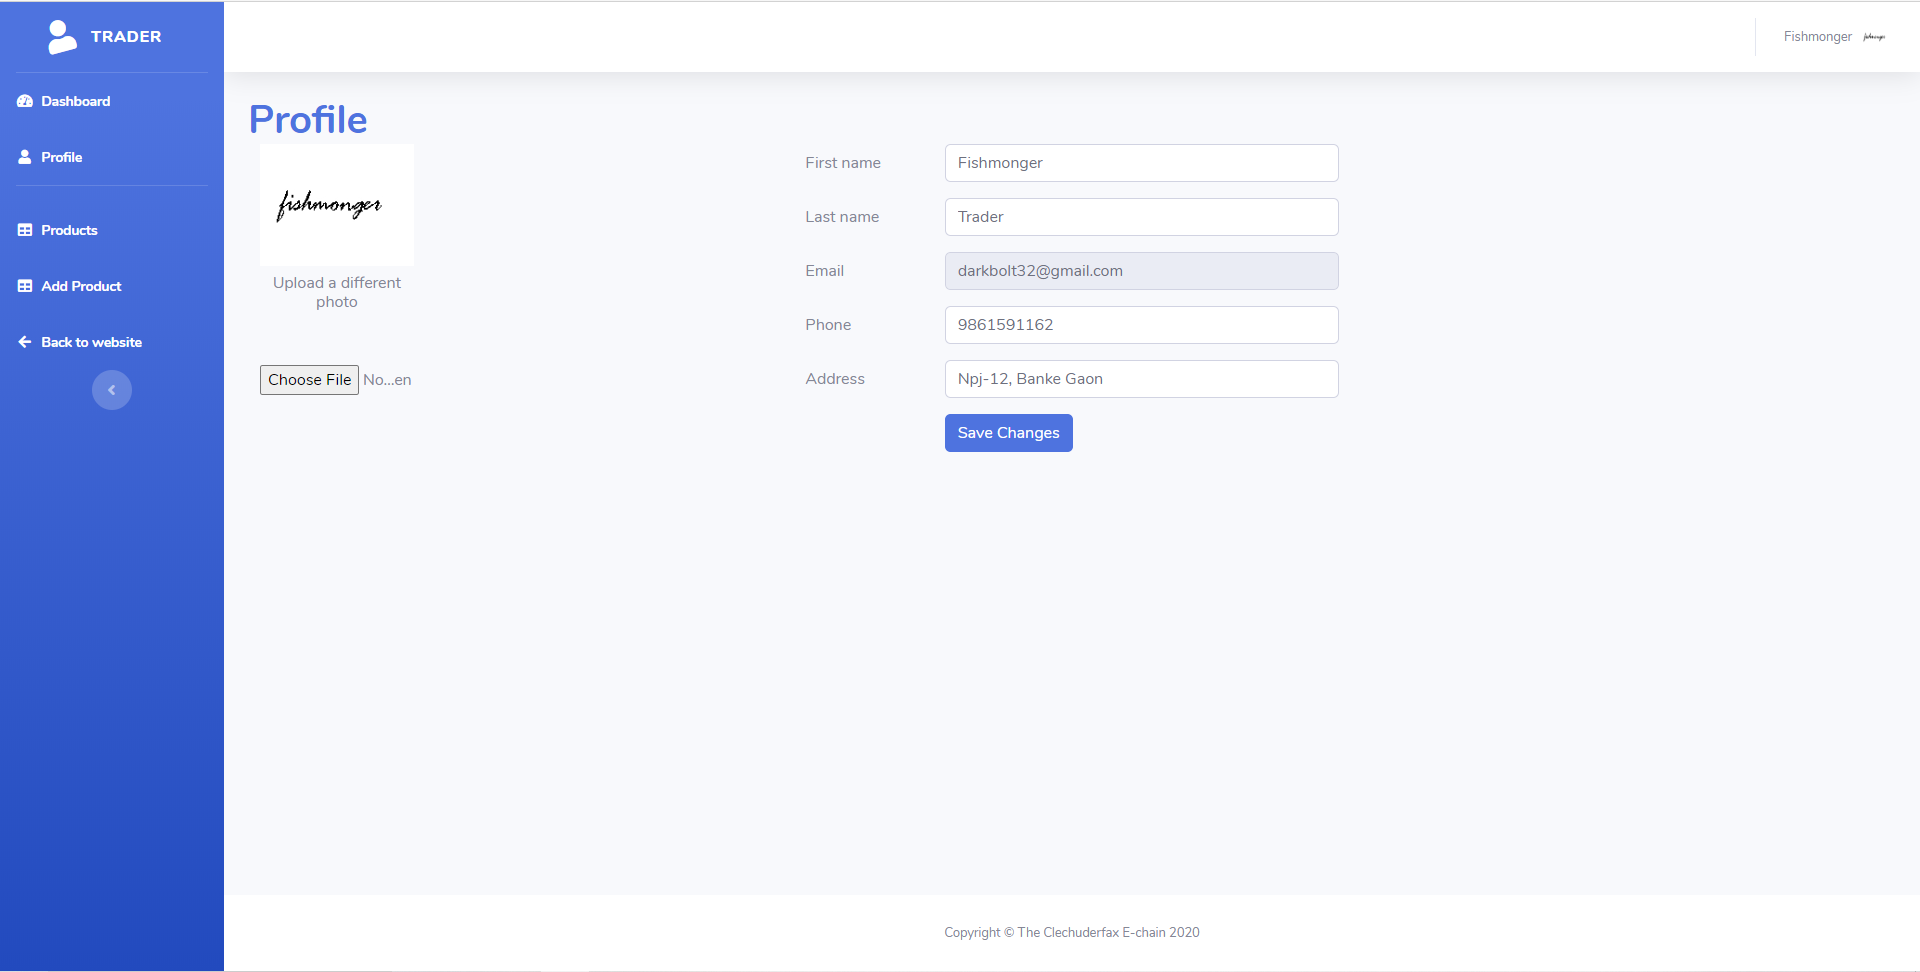 TRADER
Fishmonger
fishmonger
Dashboard
Profile
Products
Add Product
Back to website
Profile
fishmonger
Upload a different
photo
Choose File No...en
First name
Fishmonger
Last name
Trader
Email
darkbolt32@gmail.com
Phone
9861591162
Address
Npj-12, Banke Gaon
Save Changes
Copyright © The Clechuderfax E-chain 2020